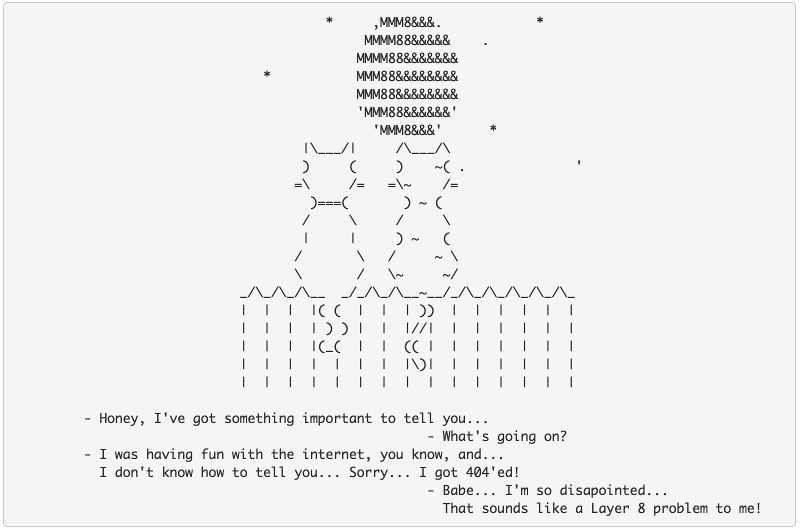 - Honey, I've got something important to tell you...
- What's going on?
- I was having fun with the internet, you know, and...
I don't know how to tell you... Sorry... I got 404'ed!
- Babe... I'm so disapointed...
That sounds like a Layer 8 problem to me!